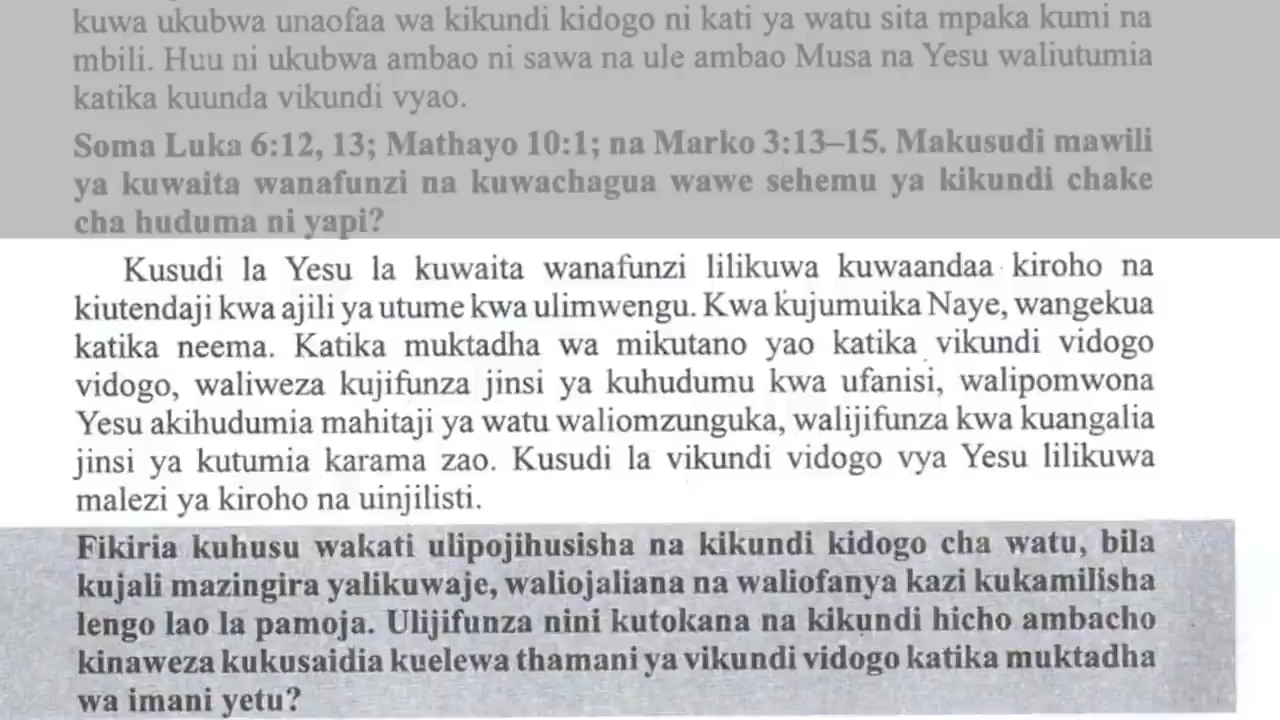 kuwa ukubwa unaofaa wa kikundi kidogo ni kati ya watu sita mpaka kumi na
mbili. Huu ni ukubwa ambao ni sawa na ule ambao Musa na Yesu waliutumia
katika kuunda vikundi vyao.
Soma Luka 6:12, 13; Mathayo 10:1; na Marko 3:13–15. Makusudi mawili
ya kuwaita wanafunzi na kuwachagua wawe sehemu ya kikundi chake
cha huduma ni yapi?
Kusudi la Yesu la kuwaita wanafunzi lilikuwa kuwaandaa kiroho na
kiutendaji kwa ajili ya utume kwa ulimwengu. Kwa kujumuika Naye, wangekua
katika neema. Katika muktadha wa mikutano yao katika vikundi vidogo
vidogo, waliweza kujifunza jinsi ya kuhudumu kwa ufanisi, walipomwona
Yesu akihudumia mahitaji ya watu waliomzunguka, walijifunza kwa kuangalia
jinsi ya kutumia karama zao. Kusudi la vikundi vidogo vya Yesu lilikuwa
malezi ya kiroho na uinjilisti.
Fikiria kuhusu wakati ulipojihusisha na kikundi kidogo cha watu, bila
kujali mazingira yalikuwaje, waliojaliana na waliofanya kazi kukamilisha
lengo lao la pamoja. Ulijifunza nini kutokana na kikundi hicho ambacho
kinaweza kukusaidia kuelewa thamani ya vikundi vidogo katika muktadha
wa imani yetu?